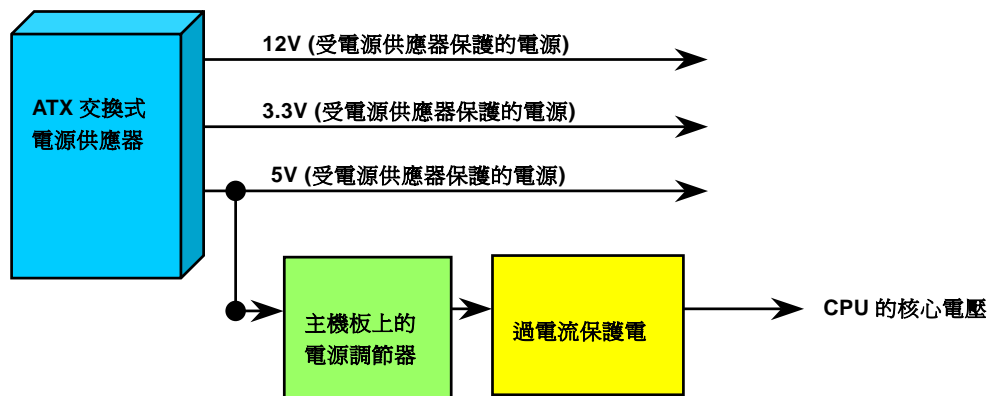 12V (受電源供應器保護的電源)
ATX 交換式
電源供應器
3.3V (受電源供應器保護的電源)
5V (受電源供應器保護的電源)
主機板上的
電源調節器
過電流保護電
CPU 的核心電壓